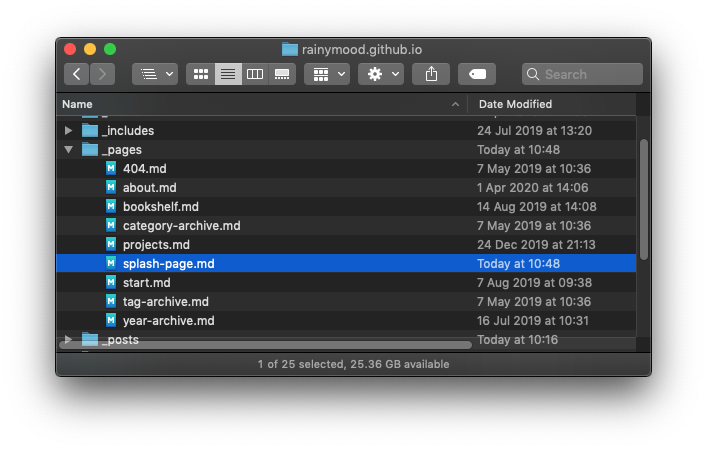 rainymood.github.io
Search
Name Date Modified
_includes 24 Jul 2019 at 13:20
_pages Today at 10:48
404.md 7 May 2019 at 10:36
about.md 1 Apr 2020 at 14:06
bookshelf.md 14 Aug 2019 at 14:08
category-archive.md 7 May 2019 at 10:36
projects.md 24 Dec 2019 at 21:13
splash-page.md Today at 10:48
start.md 7 Aug 2019 at 09:38
tag-archive.md 7 May 2019 at 10:36
year-archive.md 16 Jul 2019 at 10:31
_posts Today at 10:16
1 of 25 selected, 25.36 GB available